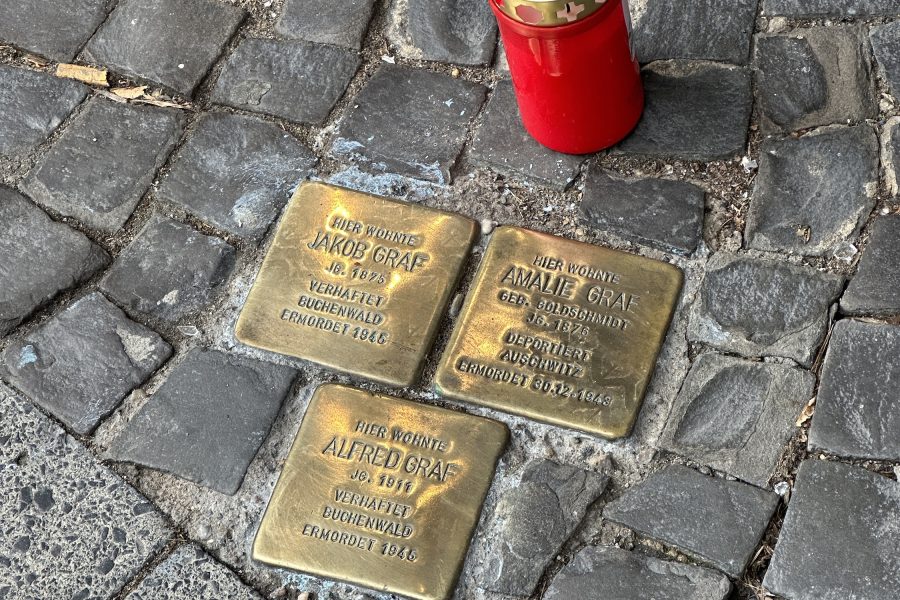 HIER WOHNTE
JAKOB GRAF
JG. 1875
VERHAFTET
BUCHENWALD
ERMORDET 1945
HIER WOHNTE
AMALIE GRAF
GEB. GOLDSCHMIDT
JG. 1876
DEPORTIERT
AUSCHWITZ
ERMORDET 30.12.1943
HIER WOHNTE
ALFRED GRAF
JG. 1911
VERHAFTET
BUCHENWALD
ERMORDET 1945